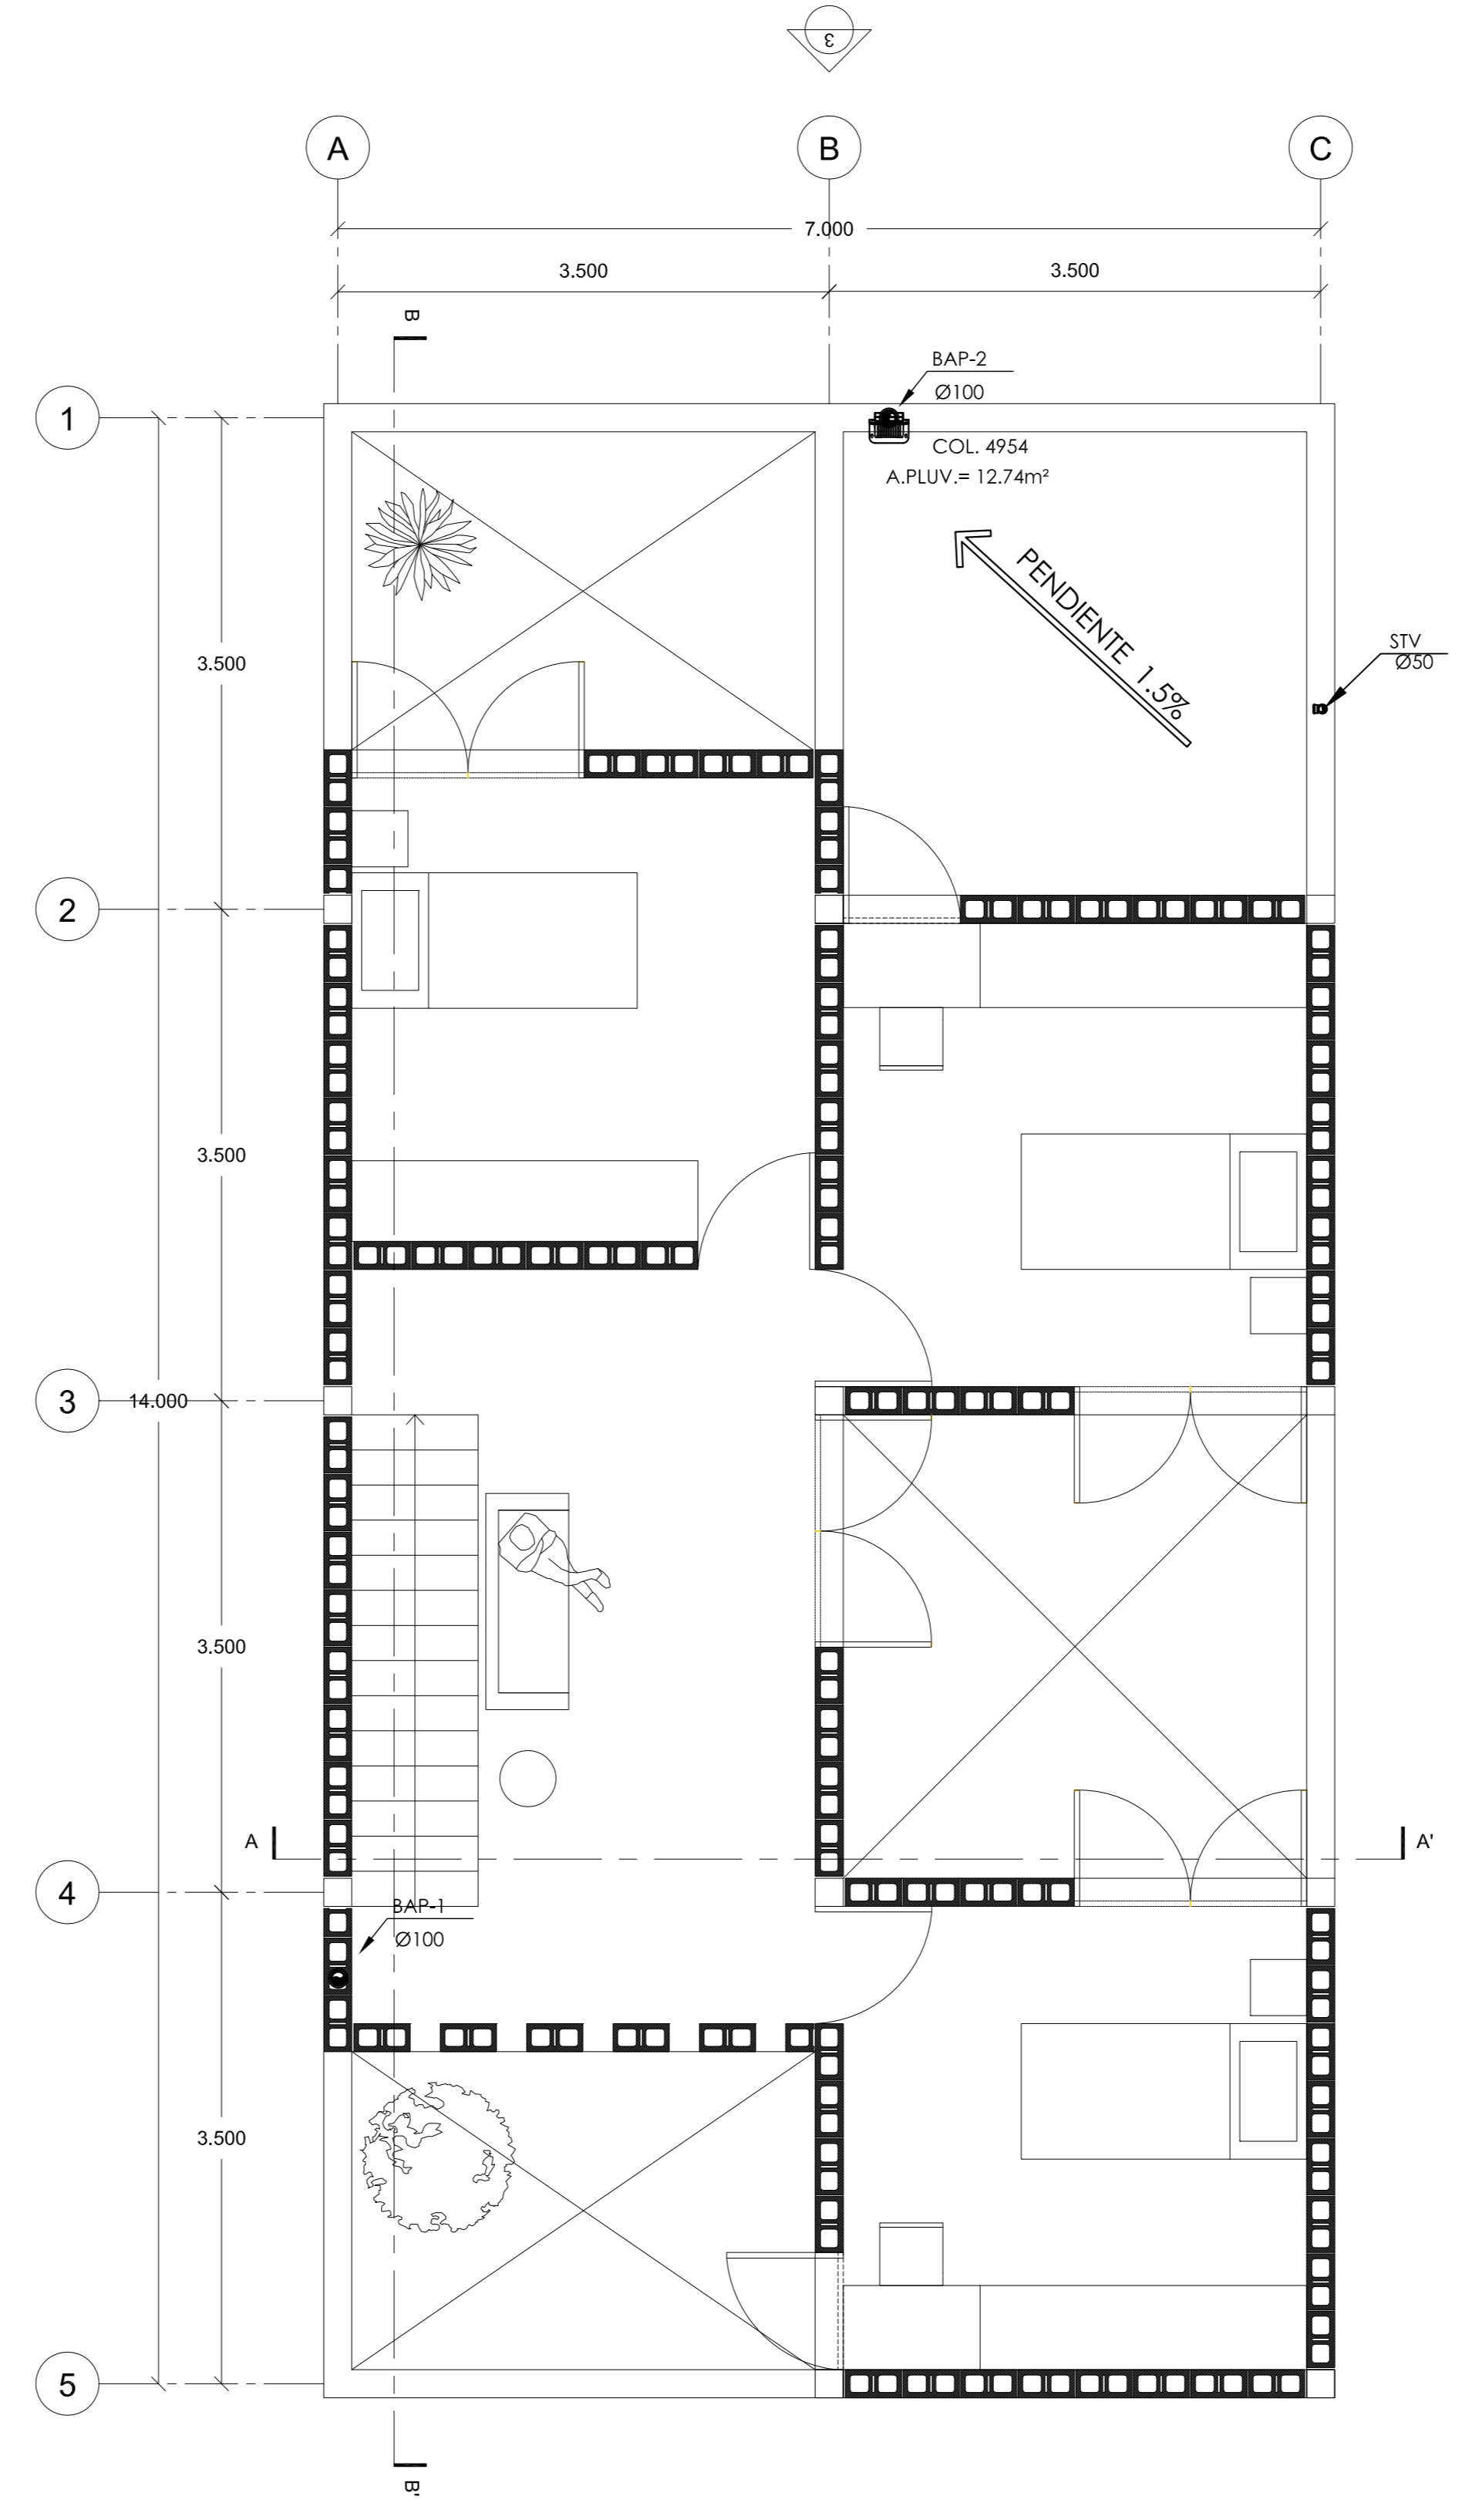 3
A
B
C
7.000
3.500
3.500
B
BAP-2
Ø100
1
COL. 4954
A.PLUV.= 12.74m²
PENDIENTE 1.5%
STV
Ø50
3.500
2
3.500
3
14.000
3.500
A
A'
4
BAP-1
Ø100
3.500
5
B'